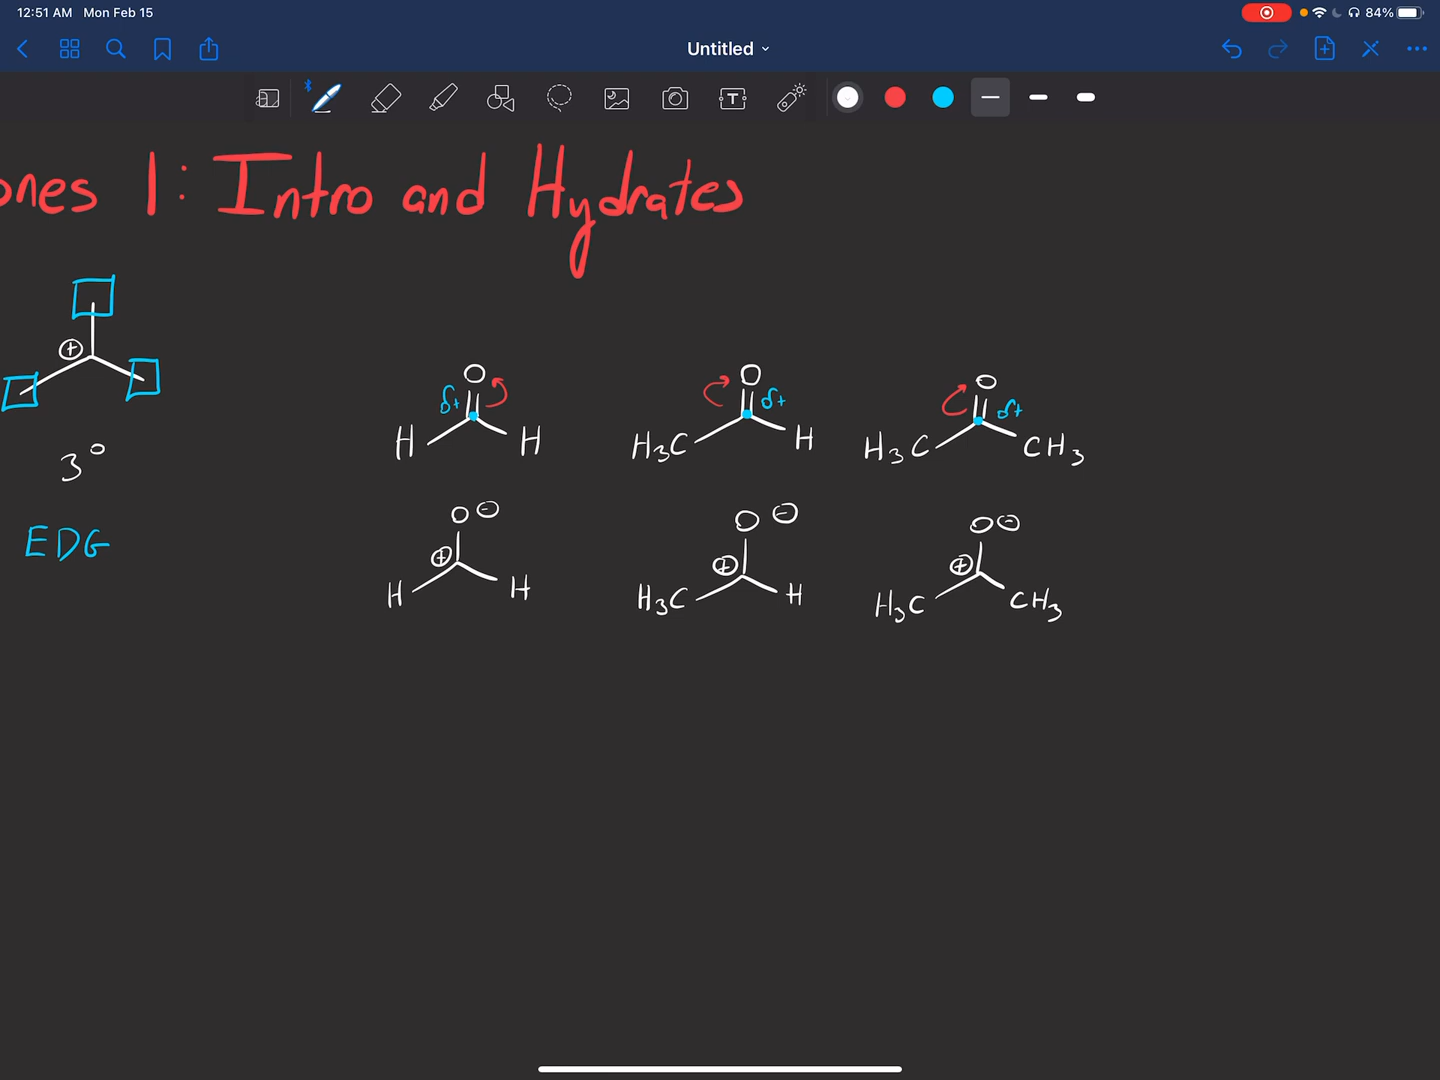 12:51 AM Mon Feb 15
84%
Untitled
T
ones 1: Intro and Hydrates
⊕
3°
EDG
O
δ+
H H
O
δ+
H₃C H
O
δ+
H₃C CH₃
O ⊖
⊕
H H
O ⊖
⊕
H₃C H
O ⊖
⊕
H₃C CH₃